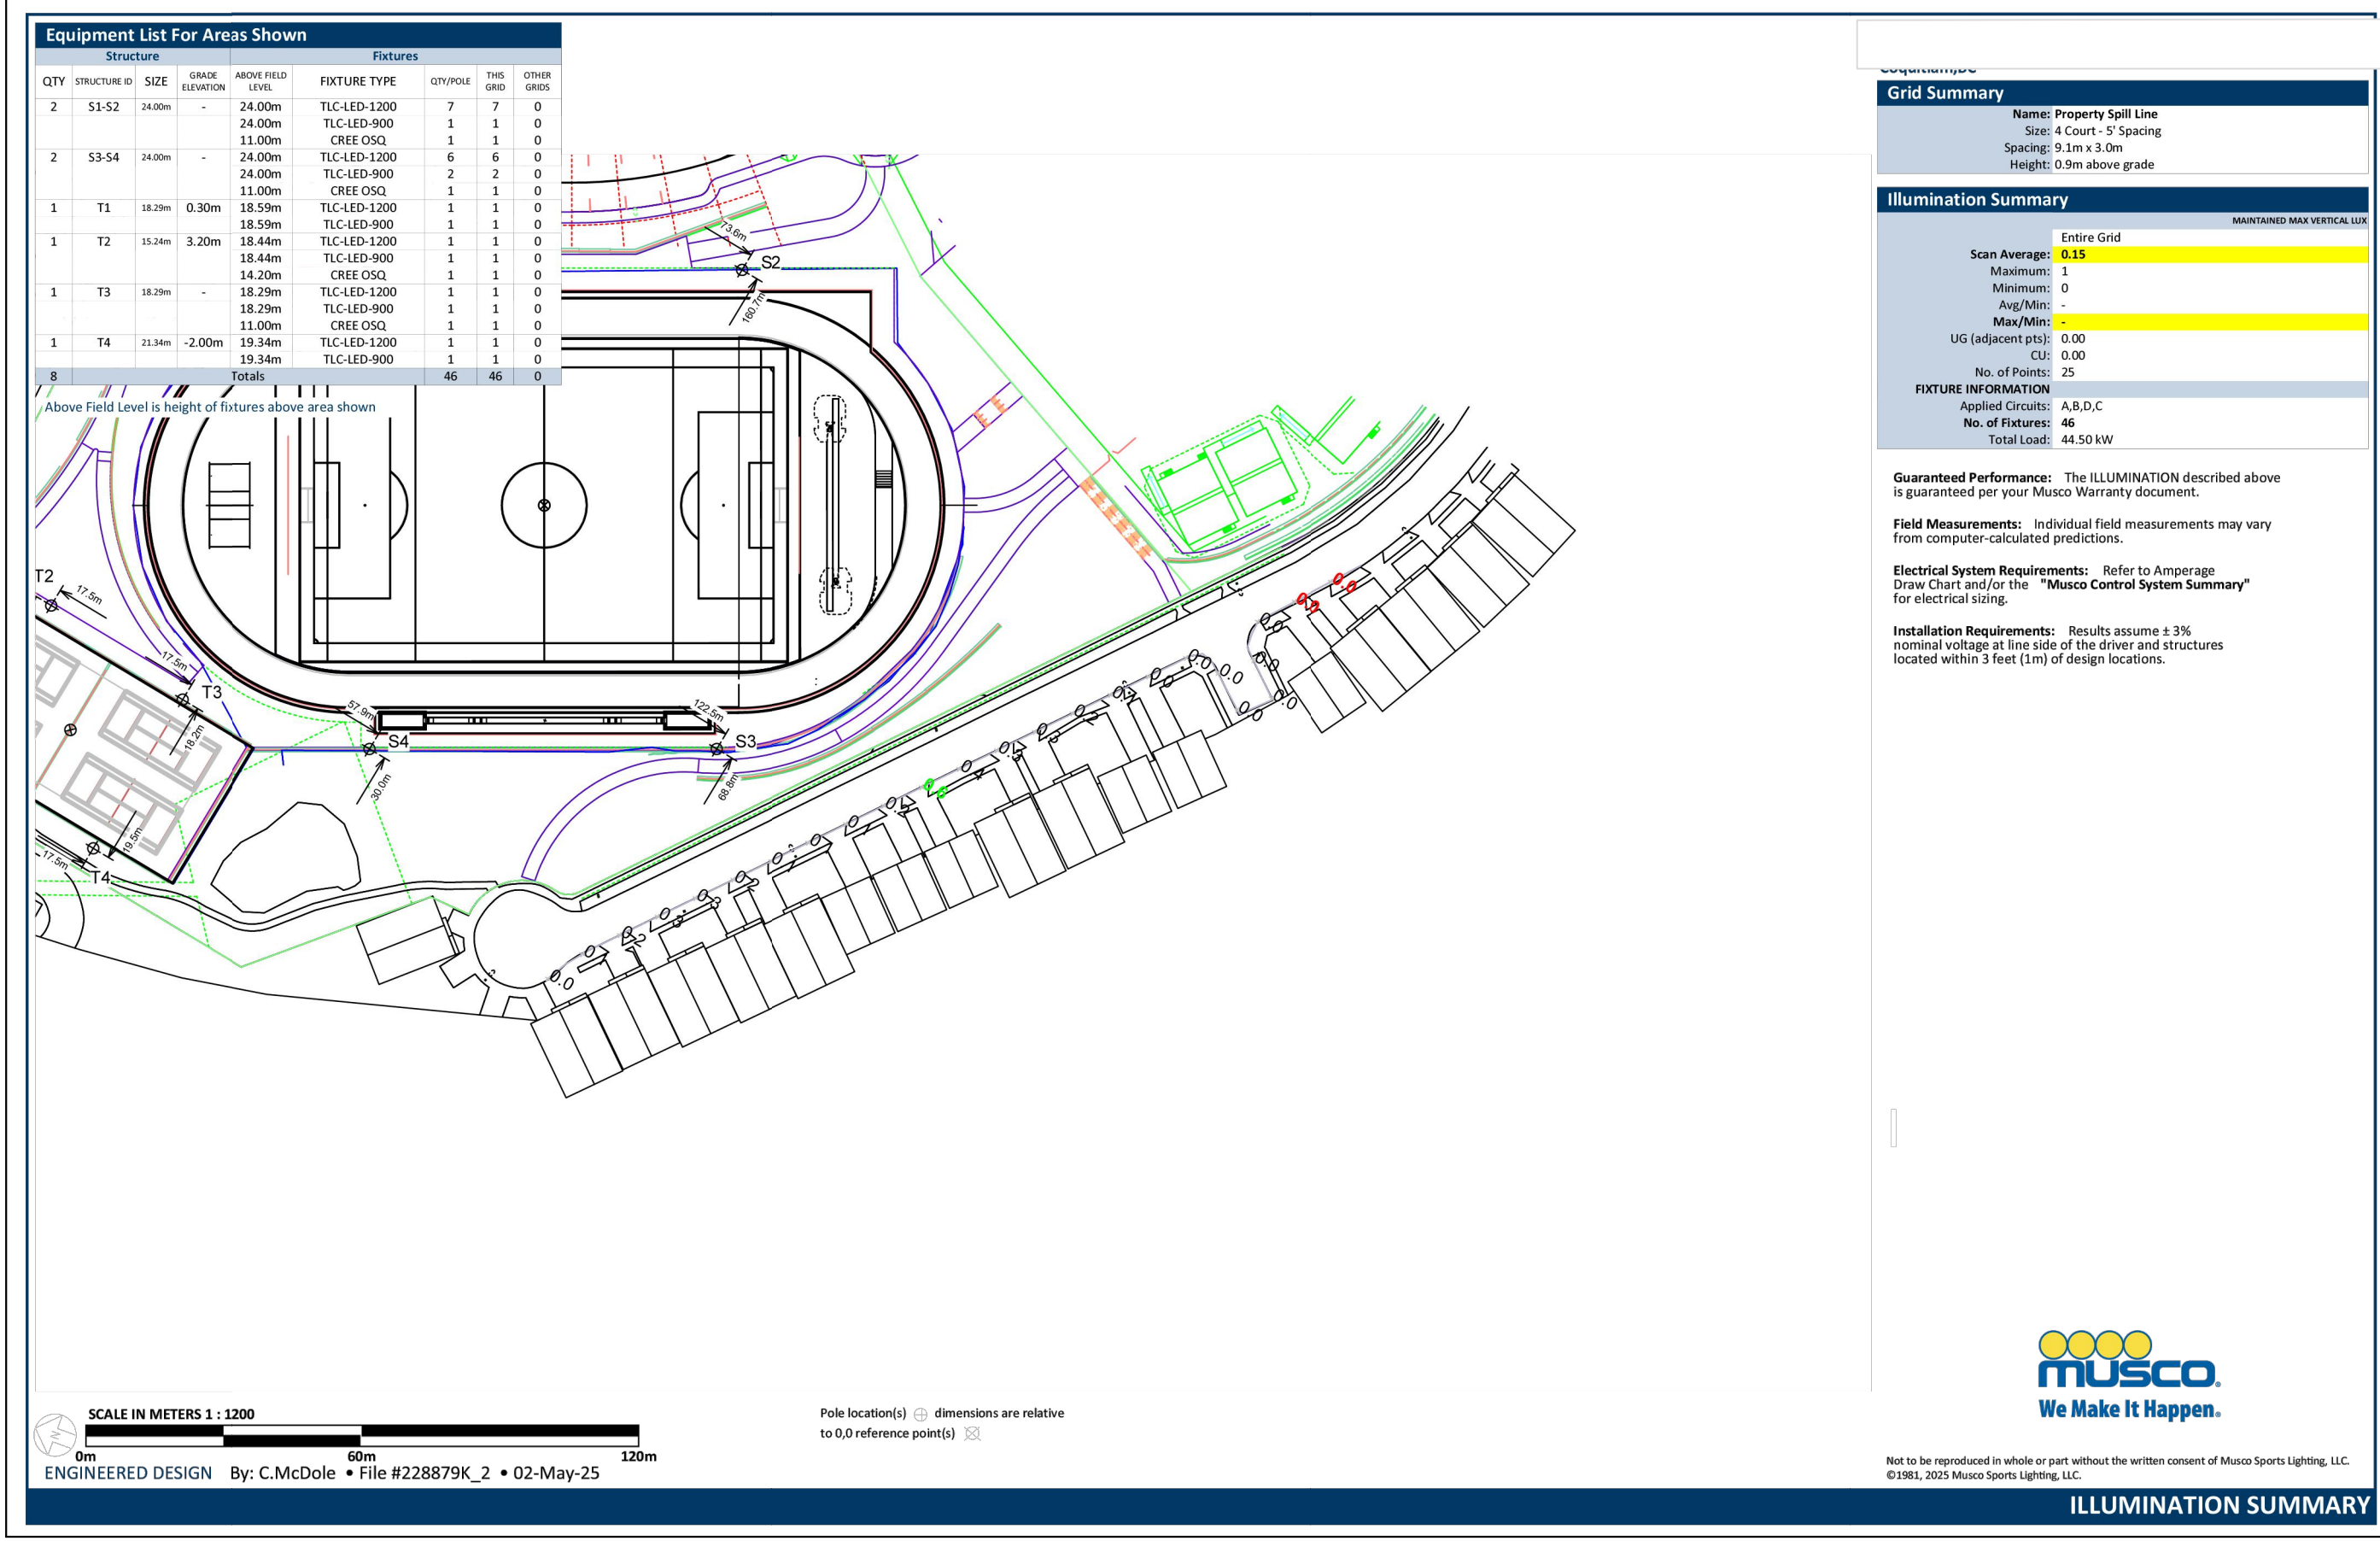 Equipment List For Areas Shown
Structure Fixtures
QTY STRUCTURE ID SIZE GRADE ELEVATION ABOVE FIELD LEVEL FIXTURE TYPE QTY/POLE THIS GRID OTHER GRIDS
2 S1-S2 24.00m - 24.00m TLC-LED-1200 7 7 0
24.00m TLC-LED-900 1 1 0
11.00m CREE OSQ 1 1 0
2 S3-S4 24.00m - 24.00m TLC-LED-1200 6 6 0
24.00m TLC-LED-900 2 2 0
11.00m CREE OSQ 1 1 0
1 T1 18.29m 0.30m 18.59m TLC-LED-1200 1 1 0
18.59m TLC-LED-900 1 1 0
1 T2 15.24m 3.20m 18.44m TLC-LED-1200 1 1 0
18.44m TLC-LED-900 1 1 0
14.20m CREE OSQ 1 1 0
1 T3 18.29m - 18.29m TLC-LED-1200 1 1 0
18.29m TLC-LED-900 1 1 0
11.00m CREE OSQ 1 1 0
1 T4 21.34m -2.00m 19.34m TLC-LED-1200 1 1 0
19.34m TLC-LED-900 1 1 0
8 Totals 46 46 0
Above Field Level is height of fixtures above area shown
73.6m
S2
160.7m
T2
17.5m
17.5m
T3
18.2m
57.9m
S4
30.0m
122.5m
S3
68.8m
19.5m
17.5m
T4
0.0
0.0
0.0
Grid Summary
Name: Property Spill Line
Size: 4 Court - 5' Spacing
Spacing: 9.1m x 3.0m
Height: 0.9m above grade
Illumination Summary
MAINTAINED MAX VERTICAL LUX
Entire Grid
Scan Average: 0.15
Maximum: 1
Minimum: 0
Avg/Min: -
Max/Min: -
UG (adjacent pts): 0.00
CU: 0.00
No. of Points: 25
FIXTURE INFORMATION
Applied Circuits: A,B,D,C
No. of Fixtures: 46
Total Load: 44.50 kW
Guaranteed Performance: The ILLUMINATION described above
is guaranteed per your Musco Warranty document.
Field Measurements: Individual field measurements may vary
from computer-calculated predictions.
Electrical System Requirements: Refer to Amperage
Draw Chart and/or the "Musco Control System Summary"
for electrical sizing.
Installation Requirements: Results assume ± 3%
nominal voltage at line side of the driver and structures
located within 3 feet (1m) of design locations.
musco®
We Make It Happen®
SCALE IN METERS 1 : 1200
N
0m 60m 120m
ENGINEERED DESIGN By: C.McDole • File #228879K_2 • 02-May-25
Pole location(s) dimensions are relative
to 0,0 reference point(s)
Not to be reproduced in whole or part without the written consent of Musco Sports Lighting, LLC.
©1981, 2025 Musco Sports Lighting, LLC.
ILLUMINATION SUMMARY